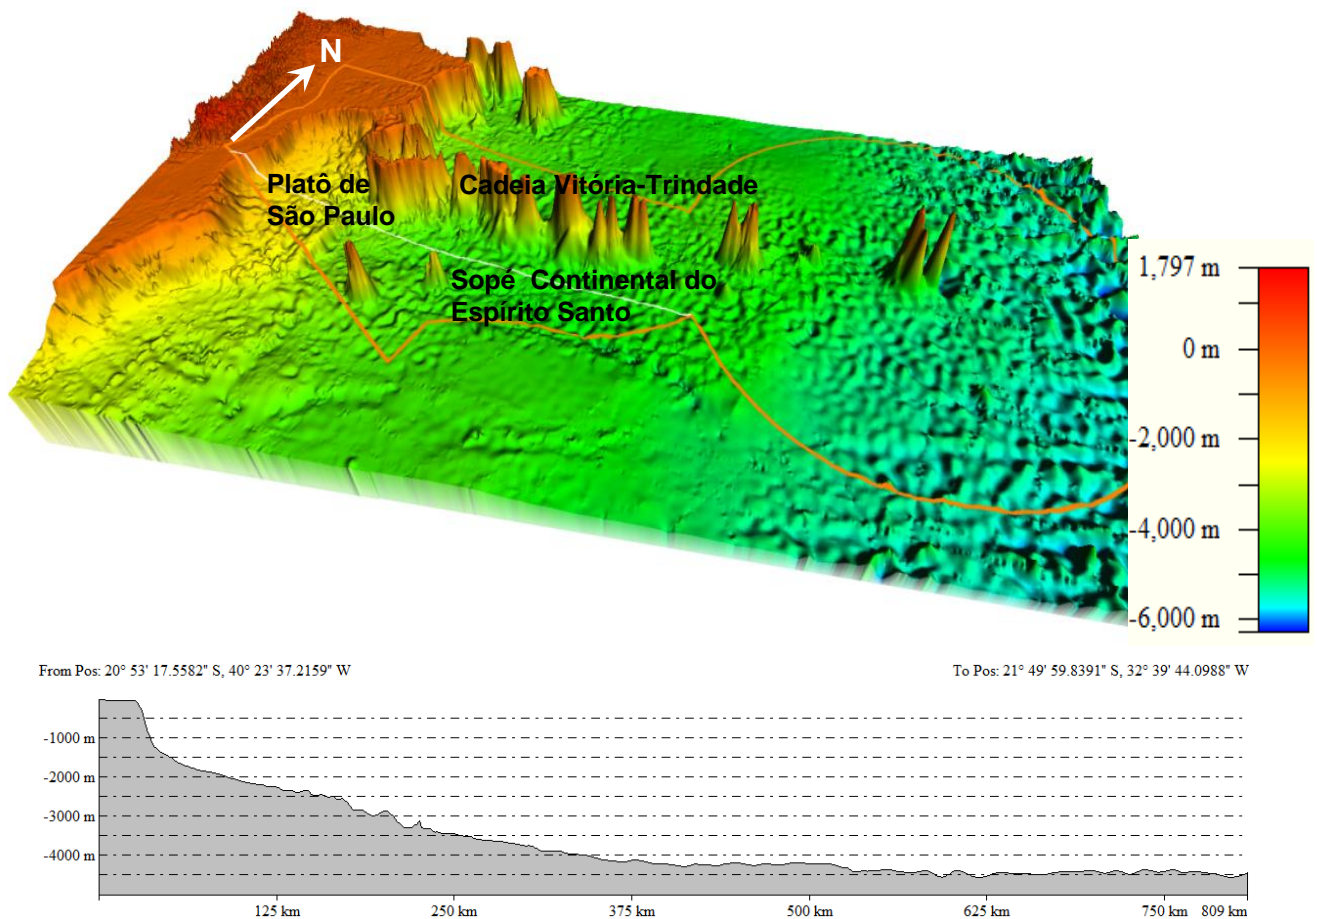 N
Platô de
São Paulo
Cadeia Vitória-Trindade
Sopé Continental do
Espírito Santo
1,797 m
0 m
-2,000 m
-4,000 m
-6,000 m
From Pos: 20° 53' 17.5582" S, 40° 23' 37.2159" W
To Pos: 21° 49' 59.8391" S, 32° 39' 44.0988" W
-1000 m
-2000 m
-3000 m
-4000 m
125 km
250 km
375 km
500 km
625 km
750 km
809 km